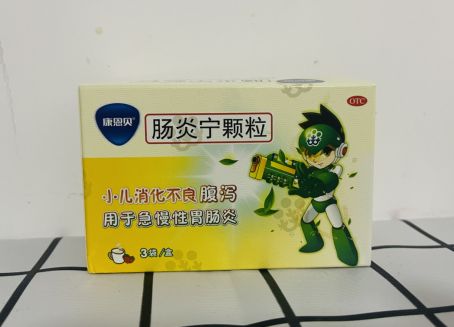 康恩贝
OTC
肠炎宁颗粒
小儿消化不良腹泻
用于急慢性胃肠炎
3袋/盒